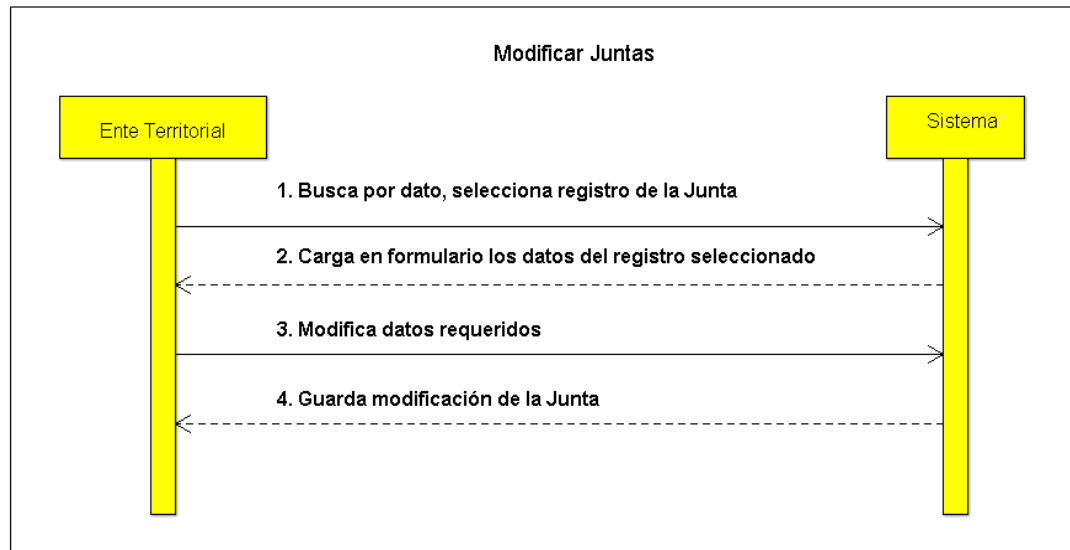 Modificar Juntas
Ente Territorial
Sistema
1. Busca por dato, selecciona registro de la Junta
2. Carga en formulario los datos del registro seleccionado
3. Modifica datos requeridos
4. Guarda modificación de la Junta